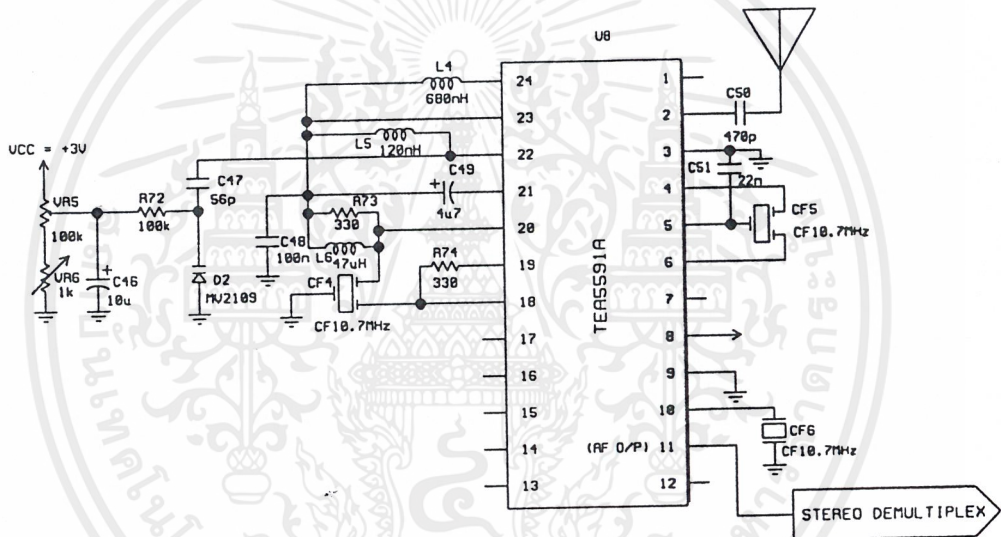 U8
L4
680nH
24
1
C50
23
2
470p
L5
120nH
VCC = +3V
22
3
C47
56p
C49
4u7
C51
22n
21
4
VR5
100k
R72
100k
R73
330
20
5
CF5
CF10.7MHz
C48
100n
L6
47uH
R74
330
19
6
VR6
1k
C46
10u
D2
MV2109
CF4
CF10.7MHz
18
7
TEA5591A
17
8
16
9
15
10
CF6
CF10.7MHz
14
(AF O/P)
11
13
12
STEREO DEMULTIPLEX